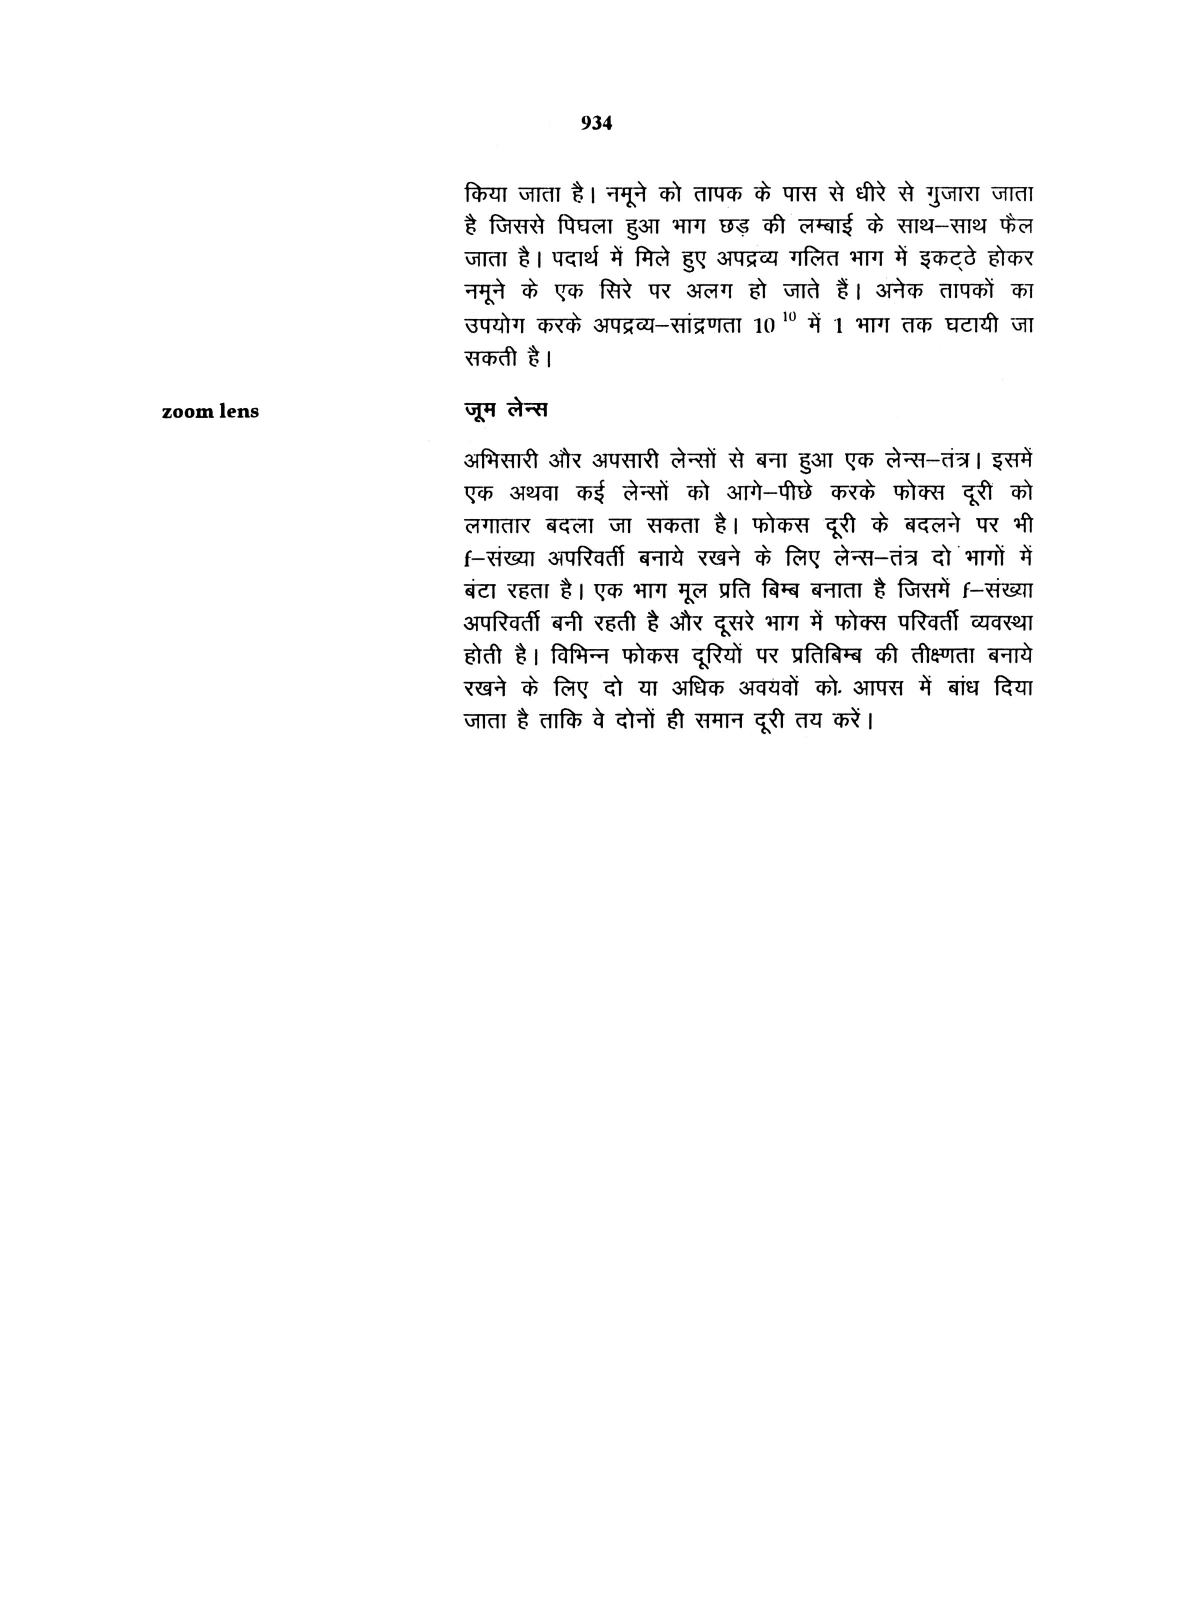 934
किया जाता है। नमूने को तापक के पास से धीरे से गुजारा जाता
है जिससे पिघला हुआ भाग छड़ की लम्बाई के साथ–साथ फैल
जाता है। पदार्थ में मिले हुए अपद्रव्य गलित भाग में इकट्ठे होकर
नमूने के एक सिरे पर अलग हो जाते हैं। अनेक तापकों का
उपयोग करके अपद्रव्य–सांद्रणता 10 ¹⁰ में 1 भाग तक घटायी जा
सकती है।
zoom lens जूम लेन्स
अभिसारी और अपसारी लेन्सों से बना हुआ एक लेन्स–तंत्र। इसमें
एक अथवा कई लेन्सों को आगे–पीछे करके फोक्स दूरी को
लगातार बदला जा सकता है। फोकस दूरी के बदलने पर भी
f–संख्या अपरिवर्ती बनाये रखने के लिए लेन्स–तंत्र दो भागों में
बंटा रहता है। एक भाग मूल प्रति बिम्ब बनाता है जिसमें f–संख्या
अपरिवर्ती बनी रहती है और दूसरे भाग में फोक्स परिवर्ती व्यवस्था
होती है। विभिन्न फोकस दूरियों पर प्रतिबिम्ब की तीक्ष्णता बनाये
रखने के लिए दो या अधिक अवयवों को आपस में बांध दिया
जाता है ताकि वे दोनों ही समान दूरी तय करें।